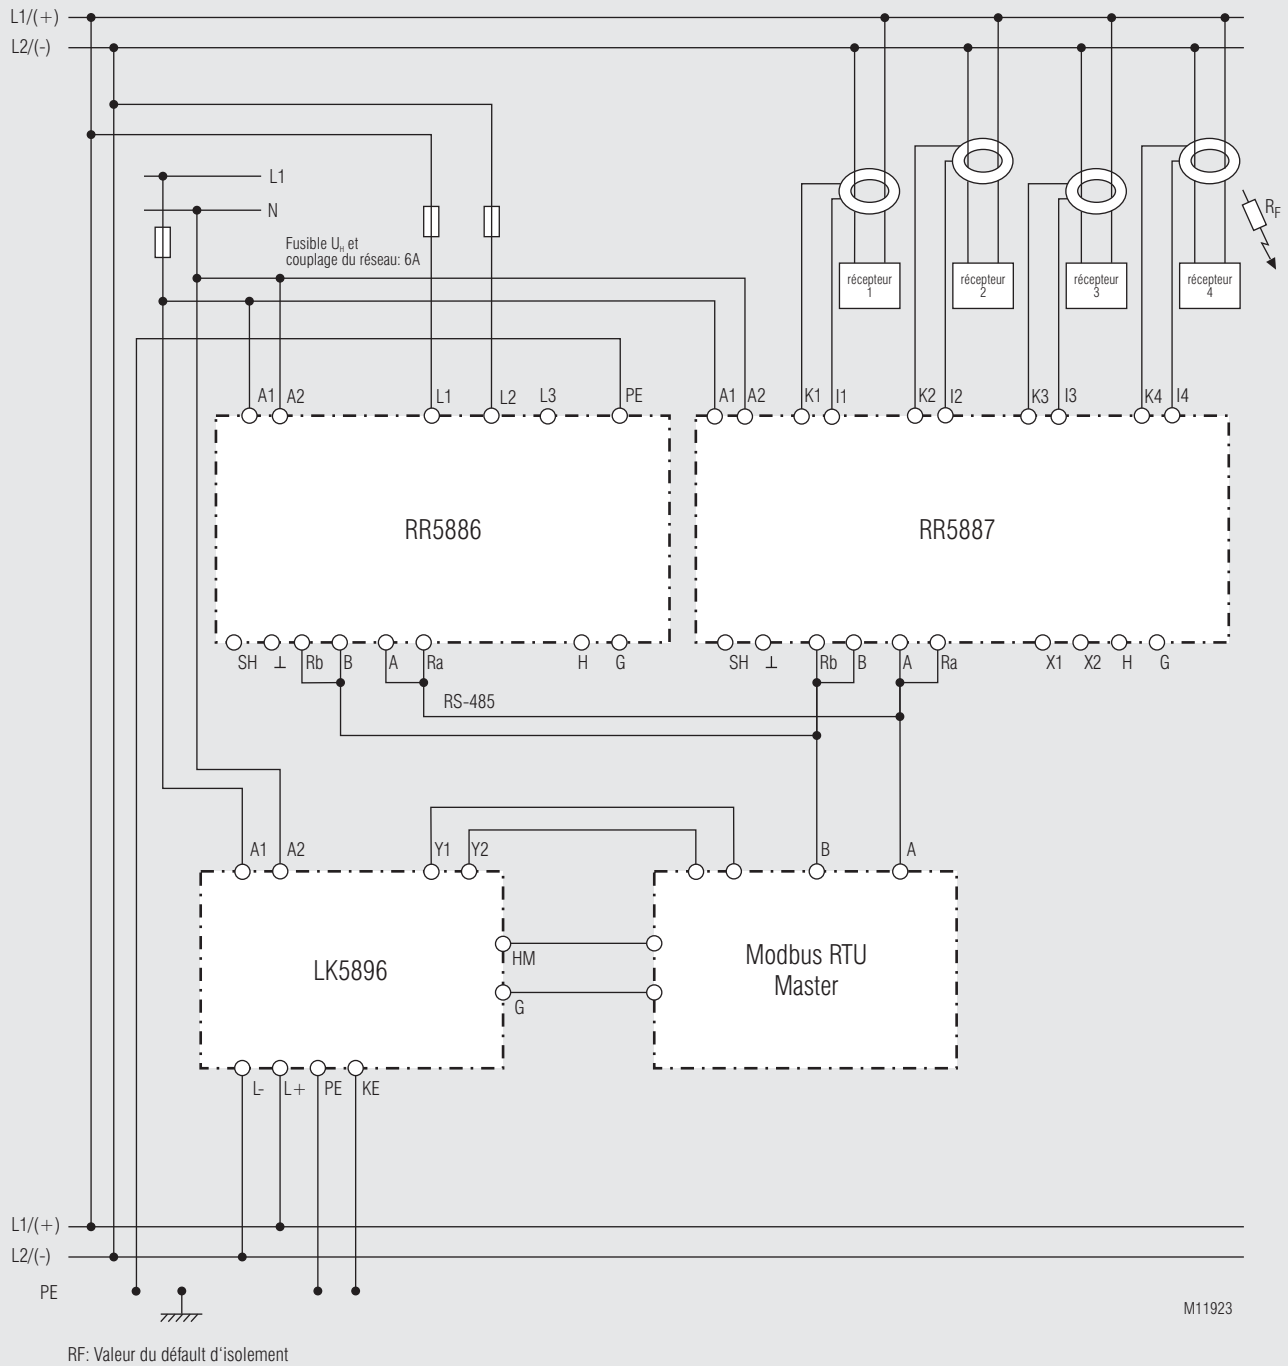 L1/(+)
L2/(-)
L1
N
Fusible UH et
couplage du réseau: 6A
RF
récepteur
1
récepteur
2
récepteur
3
récepteur
4
A1 A2 L1 L2 L3 PE A1 A2 K1 I1 K2 I2 K3 I3 K4 I4
RR5886
RR5887
SH ⊥ Rb B A Ra H G
SH ⊥ Rb B A Ra X1 X2 H G
RS-485
A1 A2 Y1 Y2 B A
LK5896
HM
G
Modbus RTU
Master
L- L+ PE KE
L1/(+)
L2/(-)
PE
M11923
RF: Valeur du défault d'isolement